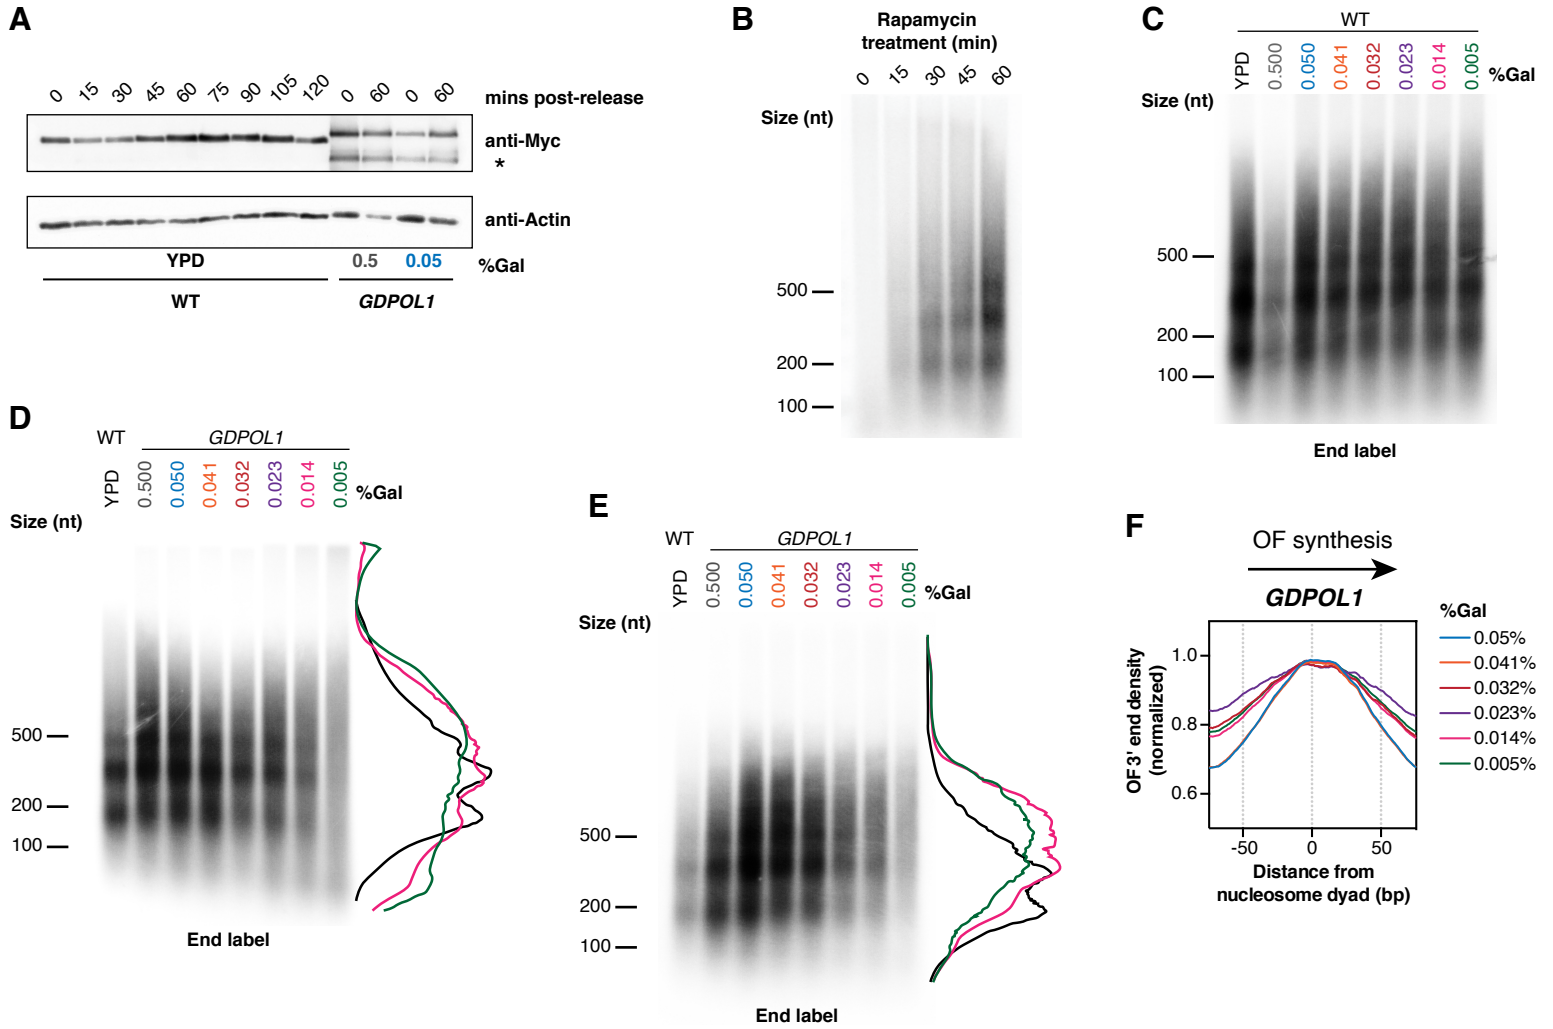 A
0 15 30 45 60 75 90 105 120 0 60 0 60 mins post-release
anti-Myc
*
anti-Actin
YPD 0.5 0.05 %Gal
WT GDPOL1
B
Rapamycin
treatment (min)
0 15 30 45 60
Size (nt)
500
200
100
C
WT
YPD 0.500 0.050 0.041 0.032 0.023 0.014 0.005 %Gal
Size (nt)
500
200
100
End label
D
WT GDPOL1
YPD 0.500 0.050 0.041 0.032 0.023 0.014 0.005 %Gal
Size (nt)
500
200
100
End label
E
WT GDPOL1
YPD 0.500 0.050 0.041 0.032 0.023 0.014 0.005 %Gal
Size (nt)
500
200
100
End label
F
OF synthesis
GDPOL1
%Gal
0.05%
0.041%
0.032%
0.023%
0.014%
0.005%
OF 3' end density
(normalized)
1.0
0.8
0.6
-50 0 50
Distance from
nucleosome dyad (bp)